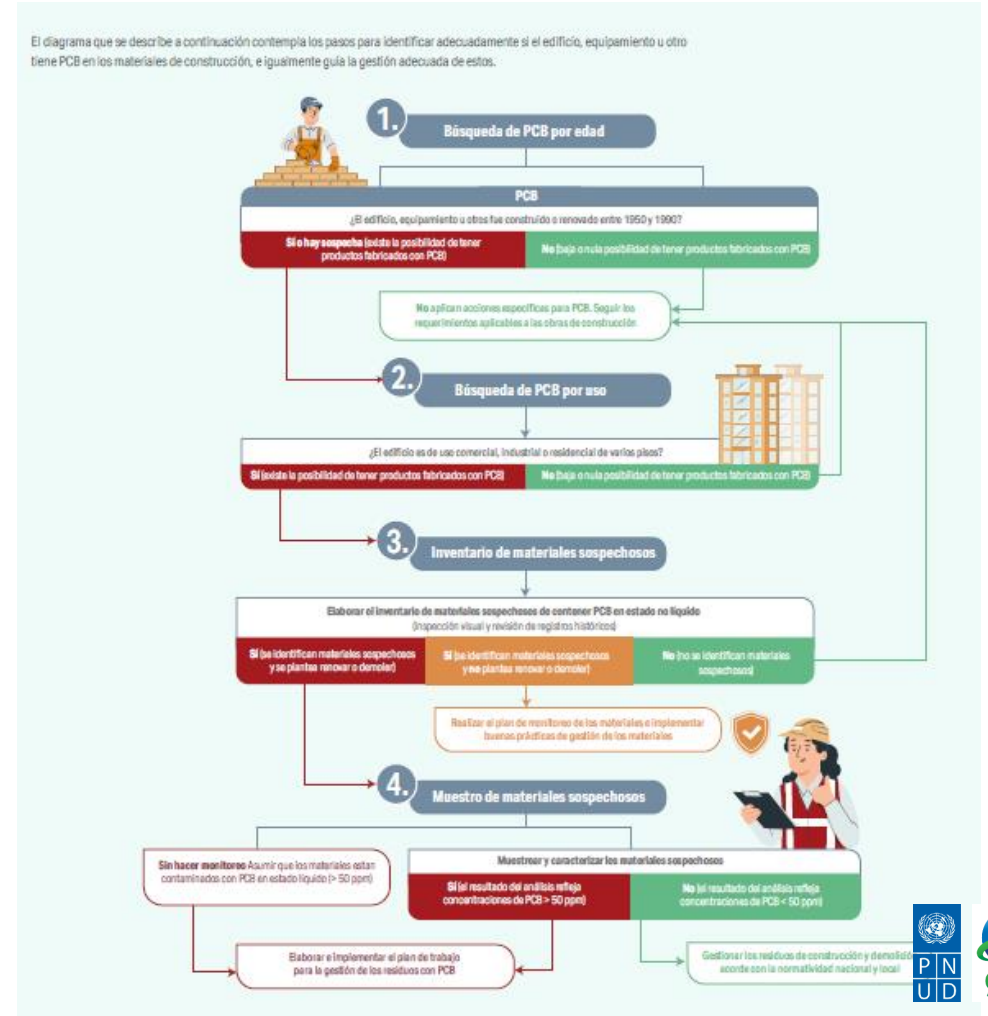 El diagrama que se describe a continuación contempla los pasos para identificar adecuadamente si el edificio, equipamiento u otro
tiene PCB en los materiales de construcción, e igualmente guía la gestión adecuada de estos.
1.
Búsqueda de PCB por edad
PCB
¿El edificio, equipamiento u otros fue construido o renovado entre 1950 y 1990?
Sí o hay sospecha (existe la posibilidad de tener
productos fabricados con PCB)
No (baja o nula posibilidad de tener productos fabricados con PCB)
No aplican acciones específicas para PCB. Seguir los
requerimientos aplicables a las obras de construcción
2.
Búsqueda de PCB por uso
¿El edificio es de uso comercial, industrial o residencial de varios pisos?
Sí (existe la posibilidad de tener productos fabricados con PCB)
No (baja o nula posibilidad de tener productos fabricados con PCB)
3.
Inventario de materiales sospechosos
Elaborar el inventario de materiales sospechosos de contener PCB en estado no líquido
(inspección visual y revisión de registros históricos)
Sí (se identifican materiales sospechosos
y se plantea renovar o demoler)
Sí (se identifican materiales sospechosos
y no plantea renovar o demoler)
No (no se identifican materiales
sospechosos)
Realizar el plan de monitoreo de los materiales e implementar
buenas prácticas de gestión de los materiales
4.
Muestro de materiales sospechosos
Sin hacer monitoreo Asumir que los materiales estan
contaminados con PCB en estado líquido (> 50 ppm)
Muestrear y caracterizar los materiales sospechosos
Sí (el resultado del análisis refleja
concentraciones de PCB > 50 ppm)
No (el resultado del análisis refleja
concentraciones de PCB < 50 ppm)
Elaborar e implementar el plan de trabajo
para la gestión de los residuos con PCB
Gestionar los residuos de construcción y demolició
acorde con la normatividad nacional y local
P N
U D